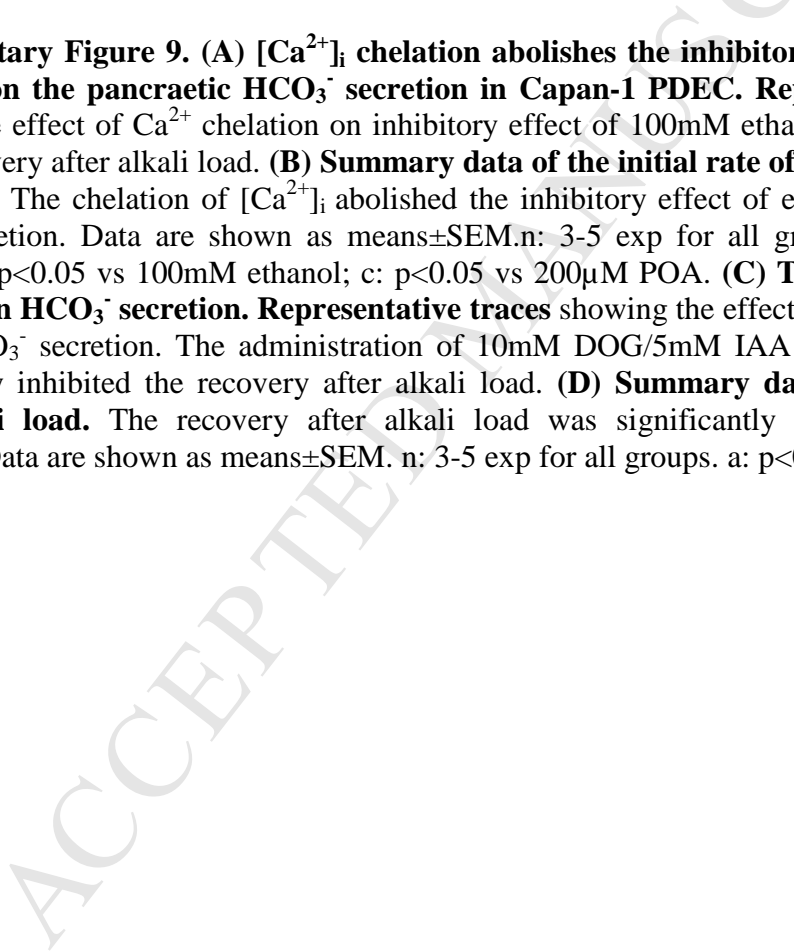 tary Figure 9. (A) [Ca²⁺]ᵢ chelation abolishes the inhibitor
on the pancraetic HCO₃⁻ secretion in Capan-1 PDEC. Re
e effect of Ca²⁺ chelation on inhibitory effect of 100mM etha
very after alkali load. (B) Summary data of the initial rate of
The chelation of [Ca²⁺]ᵢ abolished the inhibitory effect of e
etion. Data are shown as means±SEM.n: 3-5 exp for all gr
p<0.05 vs 100mM ethanol; c: p<0.05 vs 200µM POA. (C) T
n HCO₃⁻ secretion. Representative traces showing the effect
O₃⁻ secretion. The administration of 10mM DOG/5mM IAA
y inhibited the recovery after alkali load. (D) Summary da
i load. The recovery after alkali load was significantly
Data are shown as means±SEM. n: 3-5 exp for all groups. a: p<
ACCEPTED MANUSC